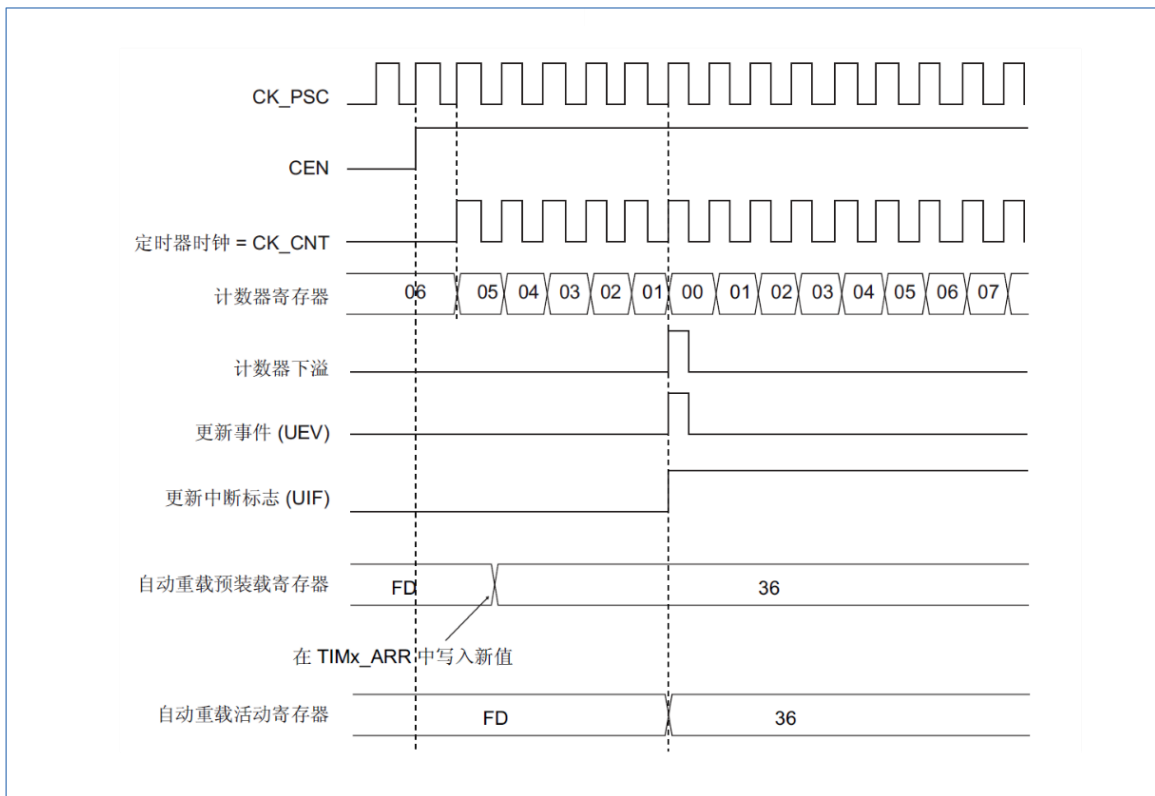 CK_PSC
CEN
定时器时钟 = CK_CNT
计数器寄存器 06 05 04 03 02 01 00 01 02 03 04 05 06 07
计数器下溢
更新事件 (UEV)
更新中断标志 (UIF)
自动重载预装载寄存器 FD 36
在 TIMx_ARR 中写入新值
自动重载活动寄存器 FD 36